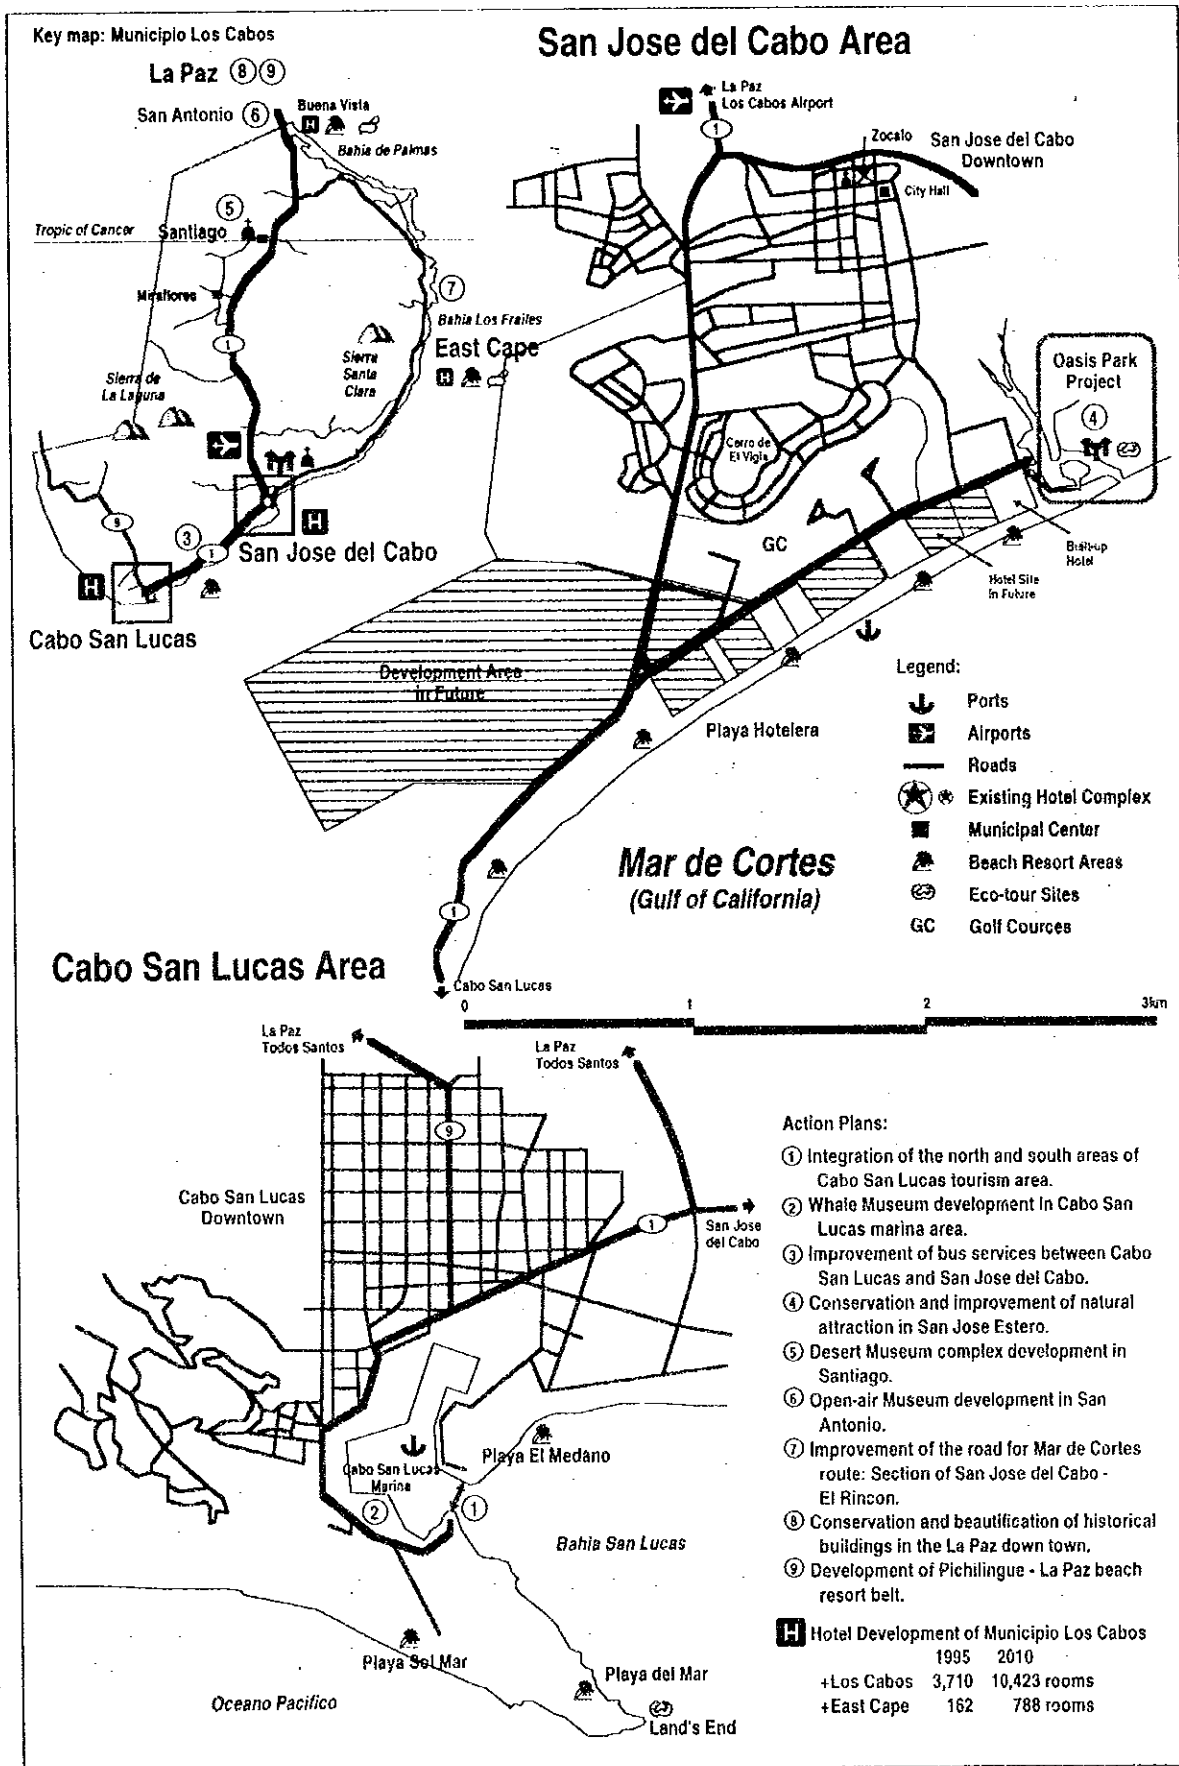 Key map: Municipio Los Cabos
San Jose del Cabo Area
La Paz ⑧⑨
San Antonio ⑥
Buena Vista
H
Bahia de Palmas
⑤
Tropic of Cancer
Santiago
Miraflores
⑦
Bahia Los Frailes
1
East Cape
H
Sierra
Santa
Clara
Sierra de
La Laguna
9
③
1
H
San Jose del Cabo
H
Cabo San Lucas
La Paz
Los Cabos Airport
1
Zocalo
San Jose del Cabo
Downtown
City Hall
Oasis Park
Project
④
Cerro de
El Vigia
GC
Built-up
Hotel
Hotel Site
In Future
Development Area
in Future
Playa Hotelera
Legend:
Ports
Airports
Roads
Existing Hotel Complex
Municipal Center
Beach Resort Areas
Eco-tour Sites
GC Golf Cources
Mar de Cortes
(Gulf of California)
1
Cabo San Lucas
0 1 2 3km
Cabo San Lucas Area
La Paz
Todos Santos
La Paz
Todos Santos
9
Cabo San Lucas
Downtown
1
San Jose
del Cabo
Cabo San Lucas
Marina
Playa El Medano
② ①
Bahia San Lucas
Playa Sol Mar
Playa del Mar
Oceano Pacifico
Land's End
Action Plans:
① Integration of the north and south areas of
Cabo San Lucas tourism area.
② Whale Museum development in Cabo San
Lucas marina area.
③ Improvement of bus services between Cabo
San Lucas and San Jose del Cabo.
④ Conservation and improvement of natural
attraction in San Jose Estero.
⑤ Desert Museum complex development in
Santiago.
⑥ Open-air Museum development in San
Antonio.
⑦ Improvement of the road for Mar de Cortes
route: Section of San Jose del Cabo -
El Rincon.
⑧ Conservation and beautification of historical
buildings in the La Paz down town.
⑨ Development of Pichilingue - La Paz beach
resort belt.
H Hotel Development of Municipio Los Cabos
1995 2010
+Los Cabos 3,710 10,423 rooms
+East Cape 162 788 rooms